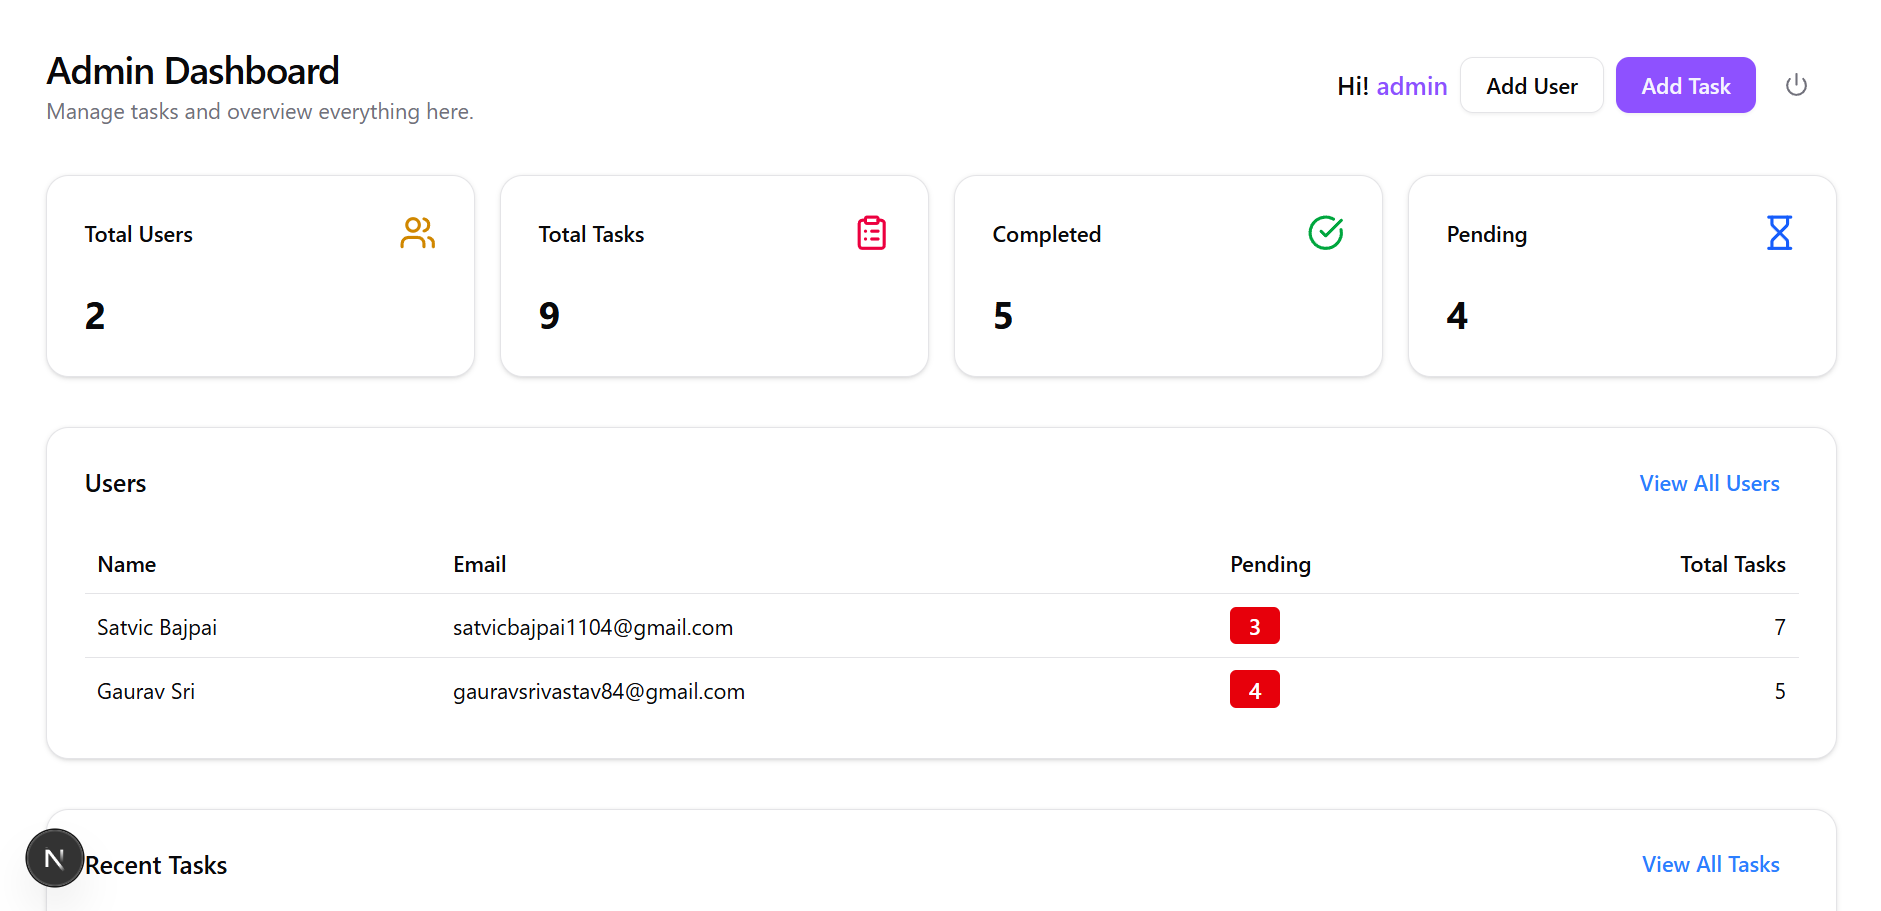 Admin Dashboard
Manage tasks and overview everything here.
Hi! admin
Add User
Add Task
Total Users
2
Total Tasks
9
Completed
5
Pending
4
Users
View All Users
Name Email Pending Total Tasks
Satvic Bajpai satvicbajpai1104@gmail.com 3 7
Gaurav Sri gauravsrivastav84@gmail.com 4 5
N
Recent Tasks
View All Tasks